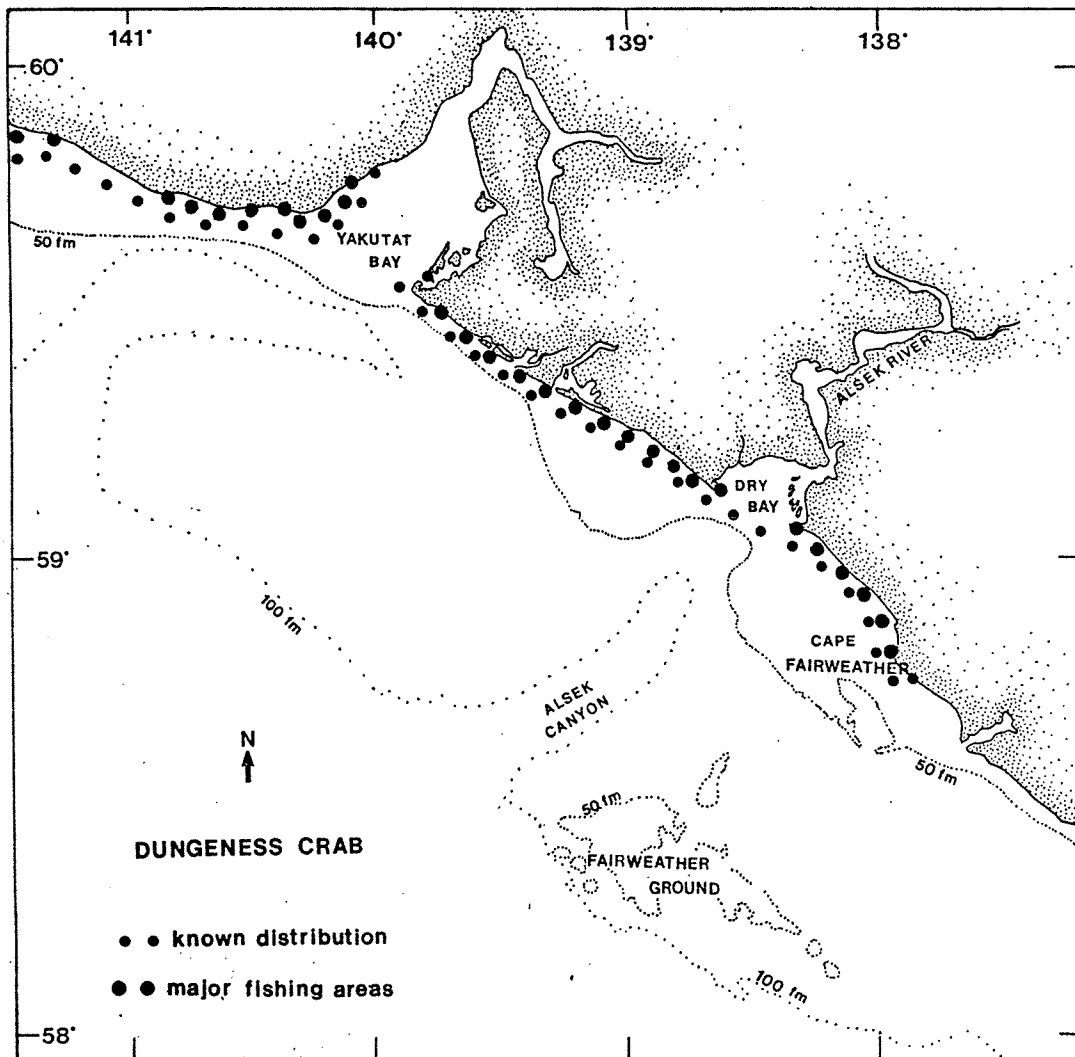 141°
140°
139°
138°
60°
50 fm
YAKUTAT
BAY
ALSEK RIVER
DRY
BAY
59°
100 fm
CAPE
FAIRWEATHER
ALSEK
CANYON
N
50 fm
50 fm
DUNGENESS CRAB
FAIRWEATHER
GROUND
known distribution
major fishing areas
100 fm
58°